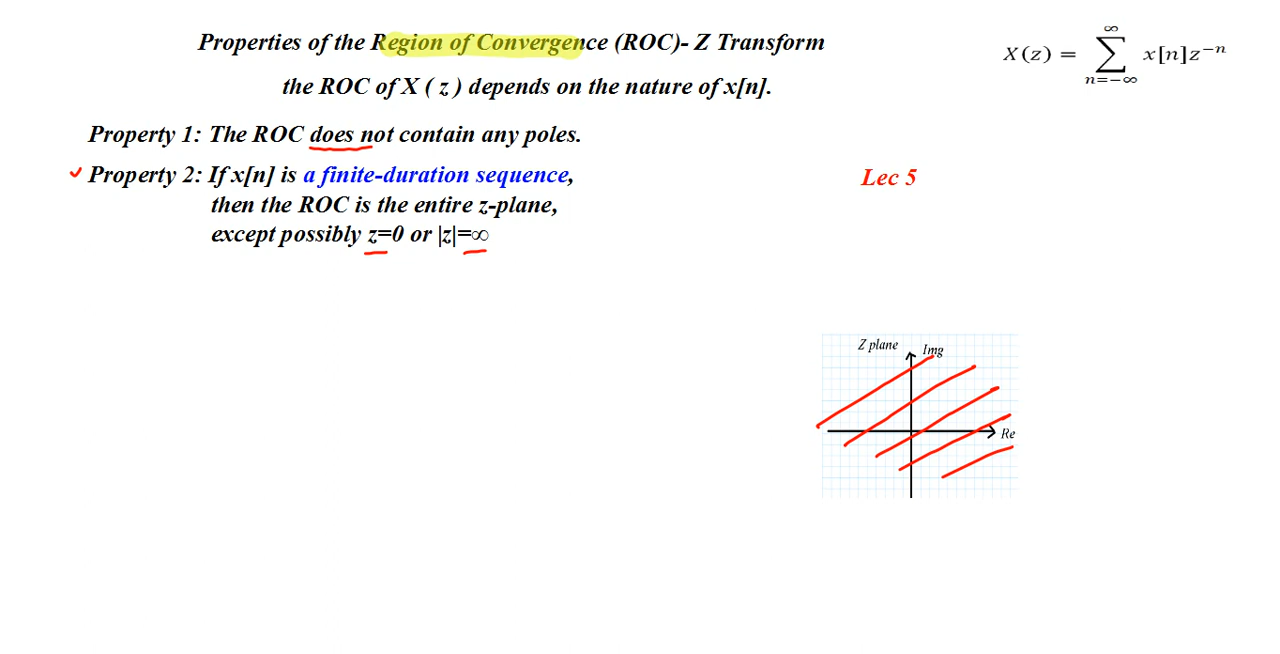 Properties of the Region of Convergence (ROC)- Z Transform
X(z) = ∑_{n=−∞}^{∞} x[n]z⁻ⁿ
the ROC of X ( z ) depends on the nature of x[n].
Property 1: The ROC does not contain any poles.
Property 2: If x[n] is a finite-duration sequence,
Lec 5
then the ROC is the entire z-plane,
except possibly z=0 or |z|=∞
Z plane
Img
Re